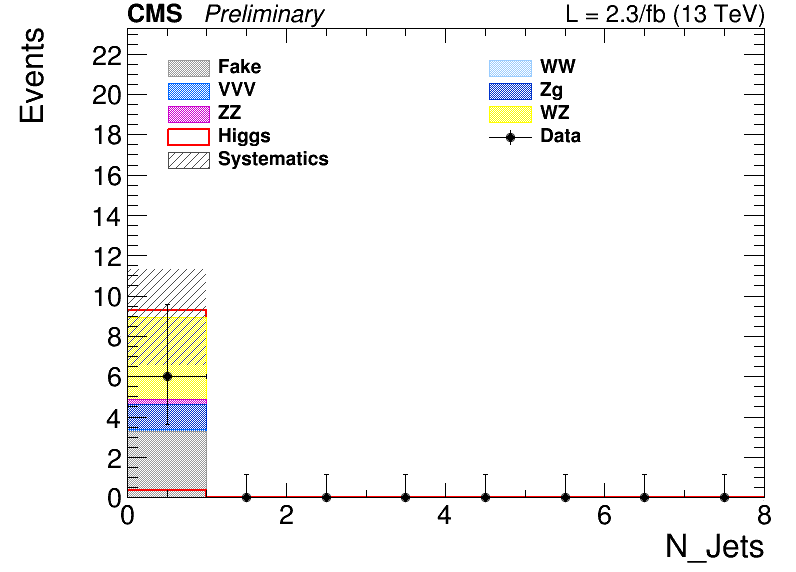 CMS Preliminary L = 2.3/fb (13 TeV)
Events
22
20
18
16
14
12
10
8
6
4
2
0
Fake
VVV
ZZ
Higgs
Systematics
WW
Zg
WZ
Data
0 2 4 6 8
N_Jets